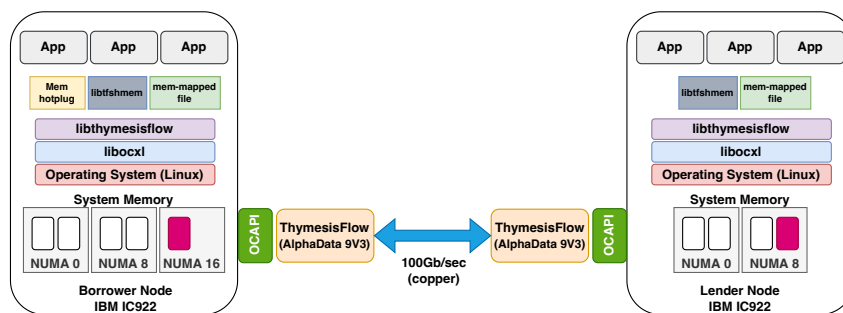 App
App
App
Mem
hotplug
libtfshmem
mem-mapped
file
libthymesisflow
libocxl
Operating System (Linux)
System Memory
NUMA 0
NUMA 8
NUMA 16
Borrower Node
IBM IC922
OCAPI
ThymesisFlow
(AlphaData 9V3)
100Gb/sec
(copper)
ThymesisFlow
(AlphaData 9V3)
OCAPI
App
App
App
libtfshmem
mem-mapped
file
libthymesisflow
libocxl
Operating System (Linux)
System Memory
NUMA 0
NUMA 8
Lender Node
IBM IC922